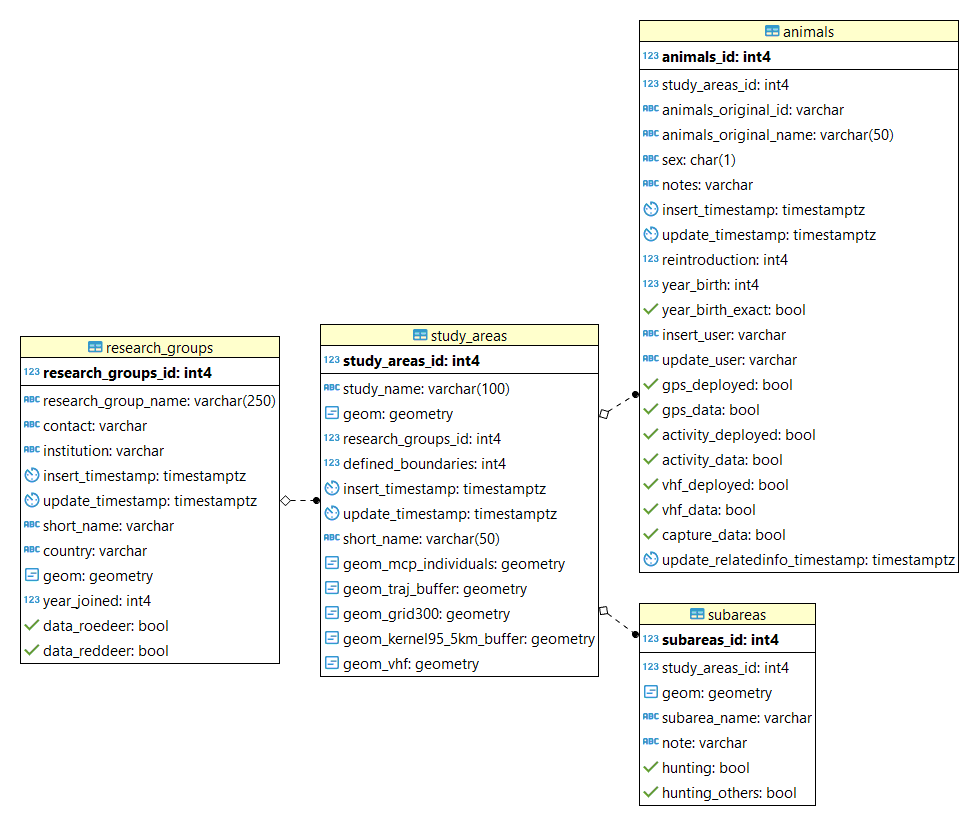 animals
123 animals_id: int4
123 study_areas_id: int4
ABC animals_original_id: varchar
ABC animals_original_name: varchar(50)
ABC sex: char(1)
ABC notes: varchar
insert_timestamp: timestamptz
update_timestamp: timestamptz
123 reintroduction: int4
123 year_birth: int4
year_birth_exact: bool
ABC insert_user: varchar
ABC update_user: varchar
gps_deployed: bool
gps_data: bool
activity_deployed: bool
activity_data: bool
vhf_deployed: bool
vhf_data: bool
capture_data: bool
update_relatedinfo_timestamp: timestamptz
research_groups
123 research_groups_id: int4
ABC research_group_name: varchar(250)
ABC contact: varchar
ABC institution: varchar
insert_timestamp: timestamptz
update_timestamp: timestamptz
ABC short_name: varchar
ABC country: varchar
geom: geometry
123 year_joined: int4
data_roedeer: bool
data_reddeer: bool
study_areas
123 study_areas_id: int4
ABC study_name: varchar(100)
geom: geometry
123 research_groups_id: int4
123 defined_boundaries: int4
insert_timestamp: timestamptz
update_timestamp: timestamptz
ABC short_name: varchar(50)
geom_mcp_individuals: geometry
geom_traj_buffer: geometry
geom_grid300: geometry
geom_kernel95_5km_buffer: geometry
geom_vhf: geometry
subareas
123 subareas_id: int4
123 study_areas_id: int4
geom: geometry
ABC subarea_name: varchar
ABC note: varchar
hunting: bool
hunting_others: bool